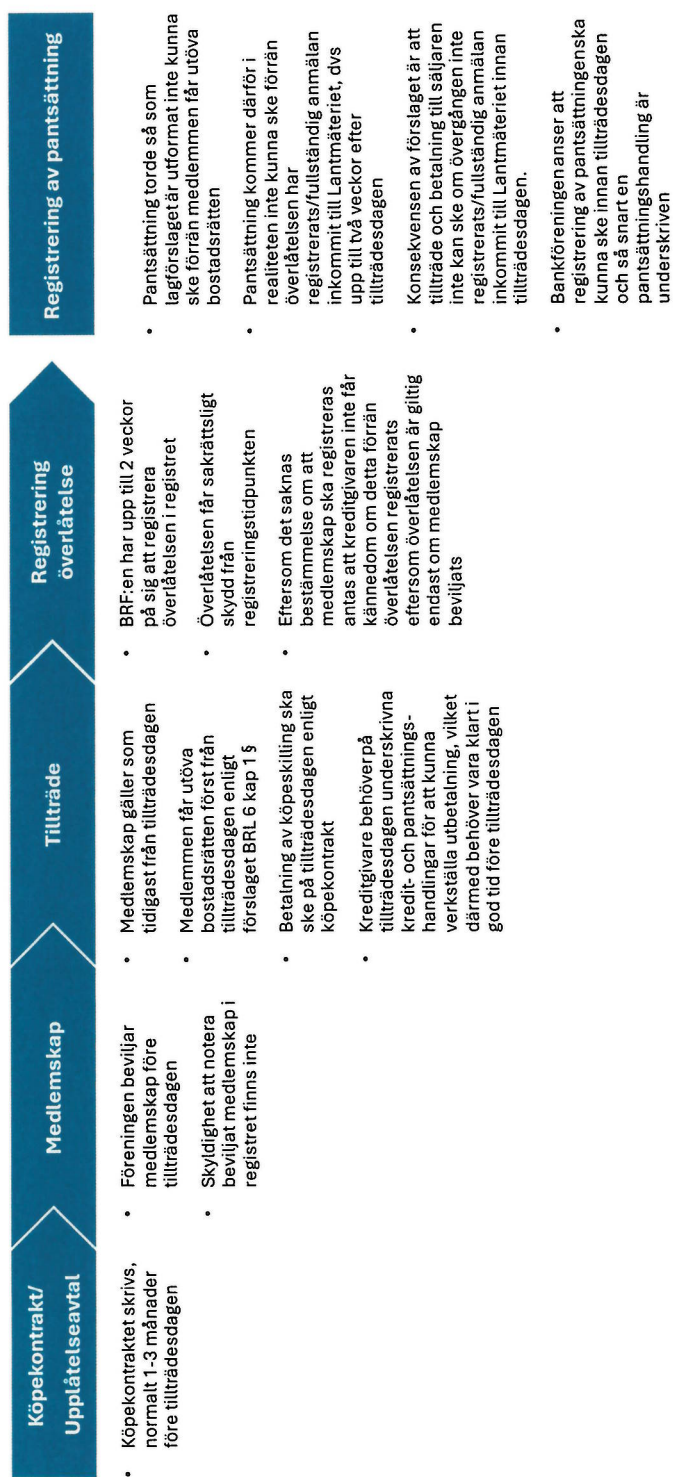 Köpekontrakt/
Upplåtelseavtal
• Köpekontraktet skrivs,
normalt 1-3 månader
före tillträdesdagen
Medlemskap
• Föreningen beviljar
medlemskap före
tillträdesdagen
• Skyldighet att notera
beviljat medlemskap i
registret finns inte
Tillträde
• Medlemskap gäller som
tidigast från tillträdesdagen
• Medlemmen får utöva
bostadsrätten först från
tillträdesdagen enligt
förslaget BRL 6 kap 1 §
• Betalning av köpeskilling ska
ske på tillträdesdagen enligt
köpekontrakt
• Kreditgivare behöver på
tillträdesdagen underskrivna
kredit- och pantsättnings-
handlingar för att kunna
verkställa utbetalning, vilket
därmed behöver vara klart i
god tid före tillträdesdagen
Registrering
överlåtelse
• BRF:en har upp till 2 veckor
på sig att registrera
överlåtelsen i registret
• Överlåtelsen får sakrättsligt
skydd från
registreringstidpunkten
• Eftersom det saknas
bestämmelse om att
medlemskap ska registreras
antas att kreditgivaren inte får
kännedom om detta förrän
överlåtelsen registrerats
eftersom överlåtelsen är giltig
endast om medlemskap
beviljats
Registrering av pantsättning
• Pantsättning torde så som
lagförslaget är utformat inte kunna
ske förrän medlemmen får utöva
bostadsrätten
• Pantsättning kommer därför i
realiteten inte kunna ske förrän
överlåtelsen har
registrerats/fullständig anmälan
inkommit till Lantmäteriet, dvs
upp till två veckor efter
tillträdesdagen
• Konsekvensen av förslaget är att
tillträde och betalning till säljaren
inte kan ske om övergången inte
registrerats/fullständig anmälan
inkommit till Lantmäteriet innan
tillträdesdagen.
• Bankföreningen anser att
registrering av pantsättningenska
kunna ske innan tillträdesdagen
och så snart en
pantsättningshandling är
underskriven